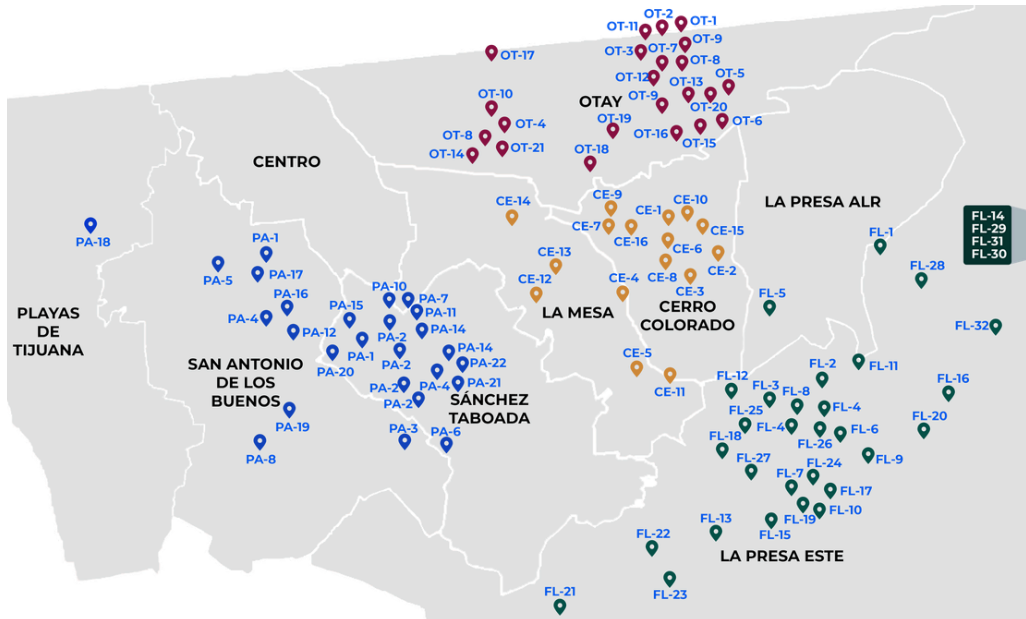 OT-2
OT-1
OT-11
OT-9
OT-3
OT-7
OT-17
OT-8
OT-12
OT-5
OT-13
OT-10
OT-9
OTAY
OT-20
OT-4
OT-19
OT-6
OT-8
OT-16
OT-15
OT-21
OT-14
OT-18
CENTRO
CE-9
CE-14
CE-10
LA PRESA ALR
CE-1
CE-7
CE-15
CE-16
FL-14
FL-29
FL-31
FL-30
FL-1
PA-18
PA-1
CE-6
CE-13
CE-2
FL-28
PA-5
PA-17
CE-8
CE-12
CE-4
CE-3
PA-10
PA-16
PA-7
PA-15
PA-11
FL-5
PLAYAS
DE
TIJUANA
LA MESA
CERRO
COLORADO
PA-4
FL-32
PA-12
PA-2
PA-14
PA-1
PA-14
PA-20
PA-2
PA-22
CE-5
FL-2
FL-11
SAN ANTONIO
DE LOS
BUENOS
PA-4
PA-21
FL-12
FL-16
PA-2
CE-11
FL-3
FL-8
PA-2
SÁNCHEZ
TABOADA
FL-4
PA-19
FL-25
FL-4
FL-20
PA-3
PA-6
FL-18
FL-26
FL-6
PA-8
FL-9
FL-27
FL-24
FL-7
FL-17
FL-10
FL-19
FL-13
FL-15
FL-22
LA PRESA ESTE
FL-21
FL-23